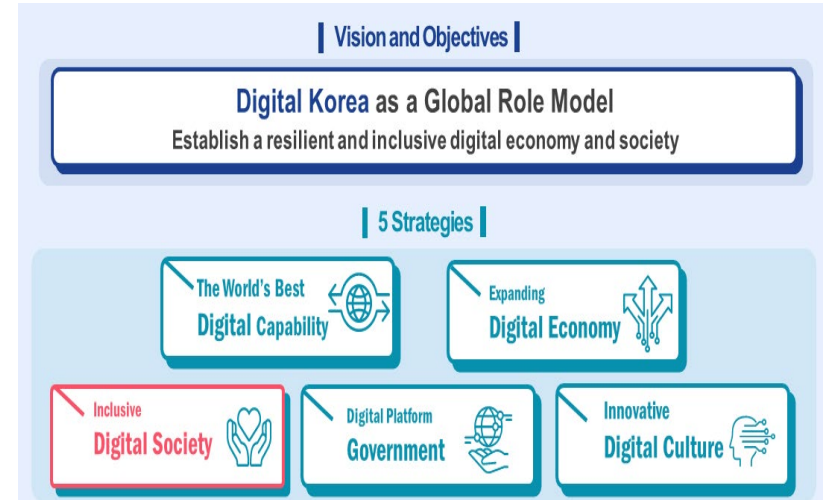 Vision and Objectives
Digital Korea as a Global Role Model
Establish a resilient and inclusive digital economy and society
5 Strategies
The World's Best
Digital Capability
Expanding
Digital Economy
Inclusive
Digital Society
Digital Platform
Government
Innovative
Digital Culture